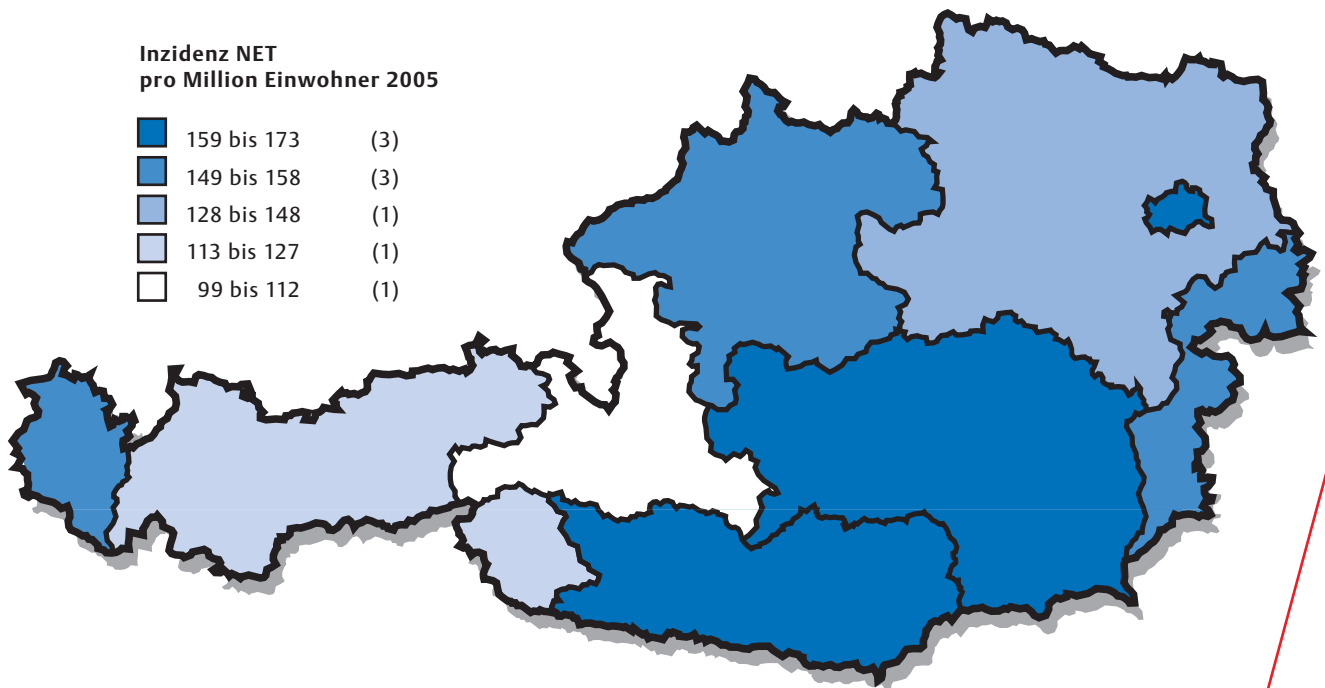 Inzidenz NET
pro Million Einwohner 2005
159 bis 173 (3)
149 bis 158 (3)
128 bis 148 (1)
113 bis 127 (1)
99 bis 112 (1)